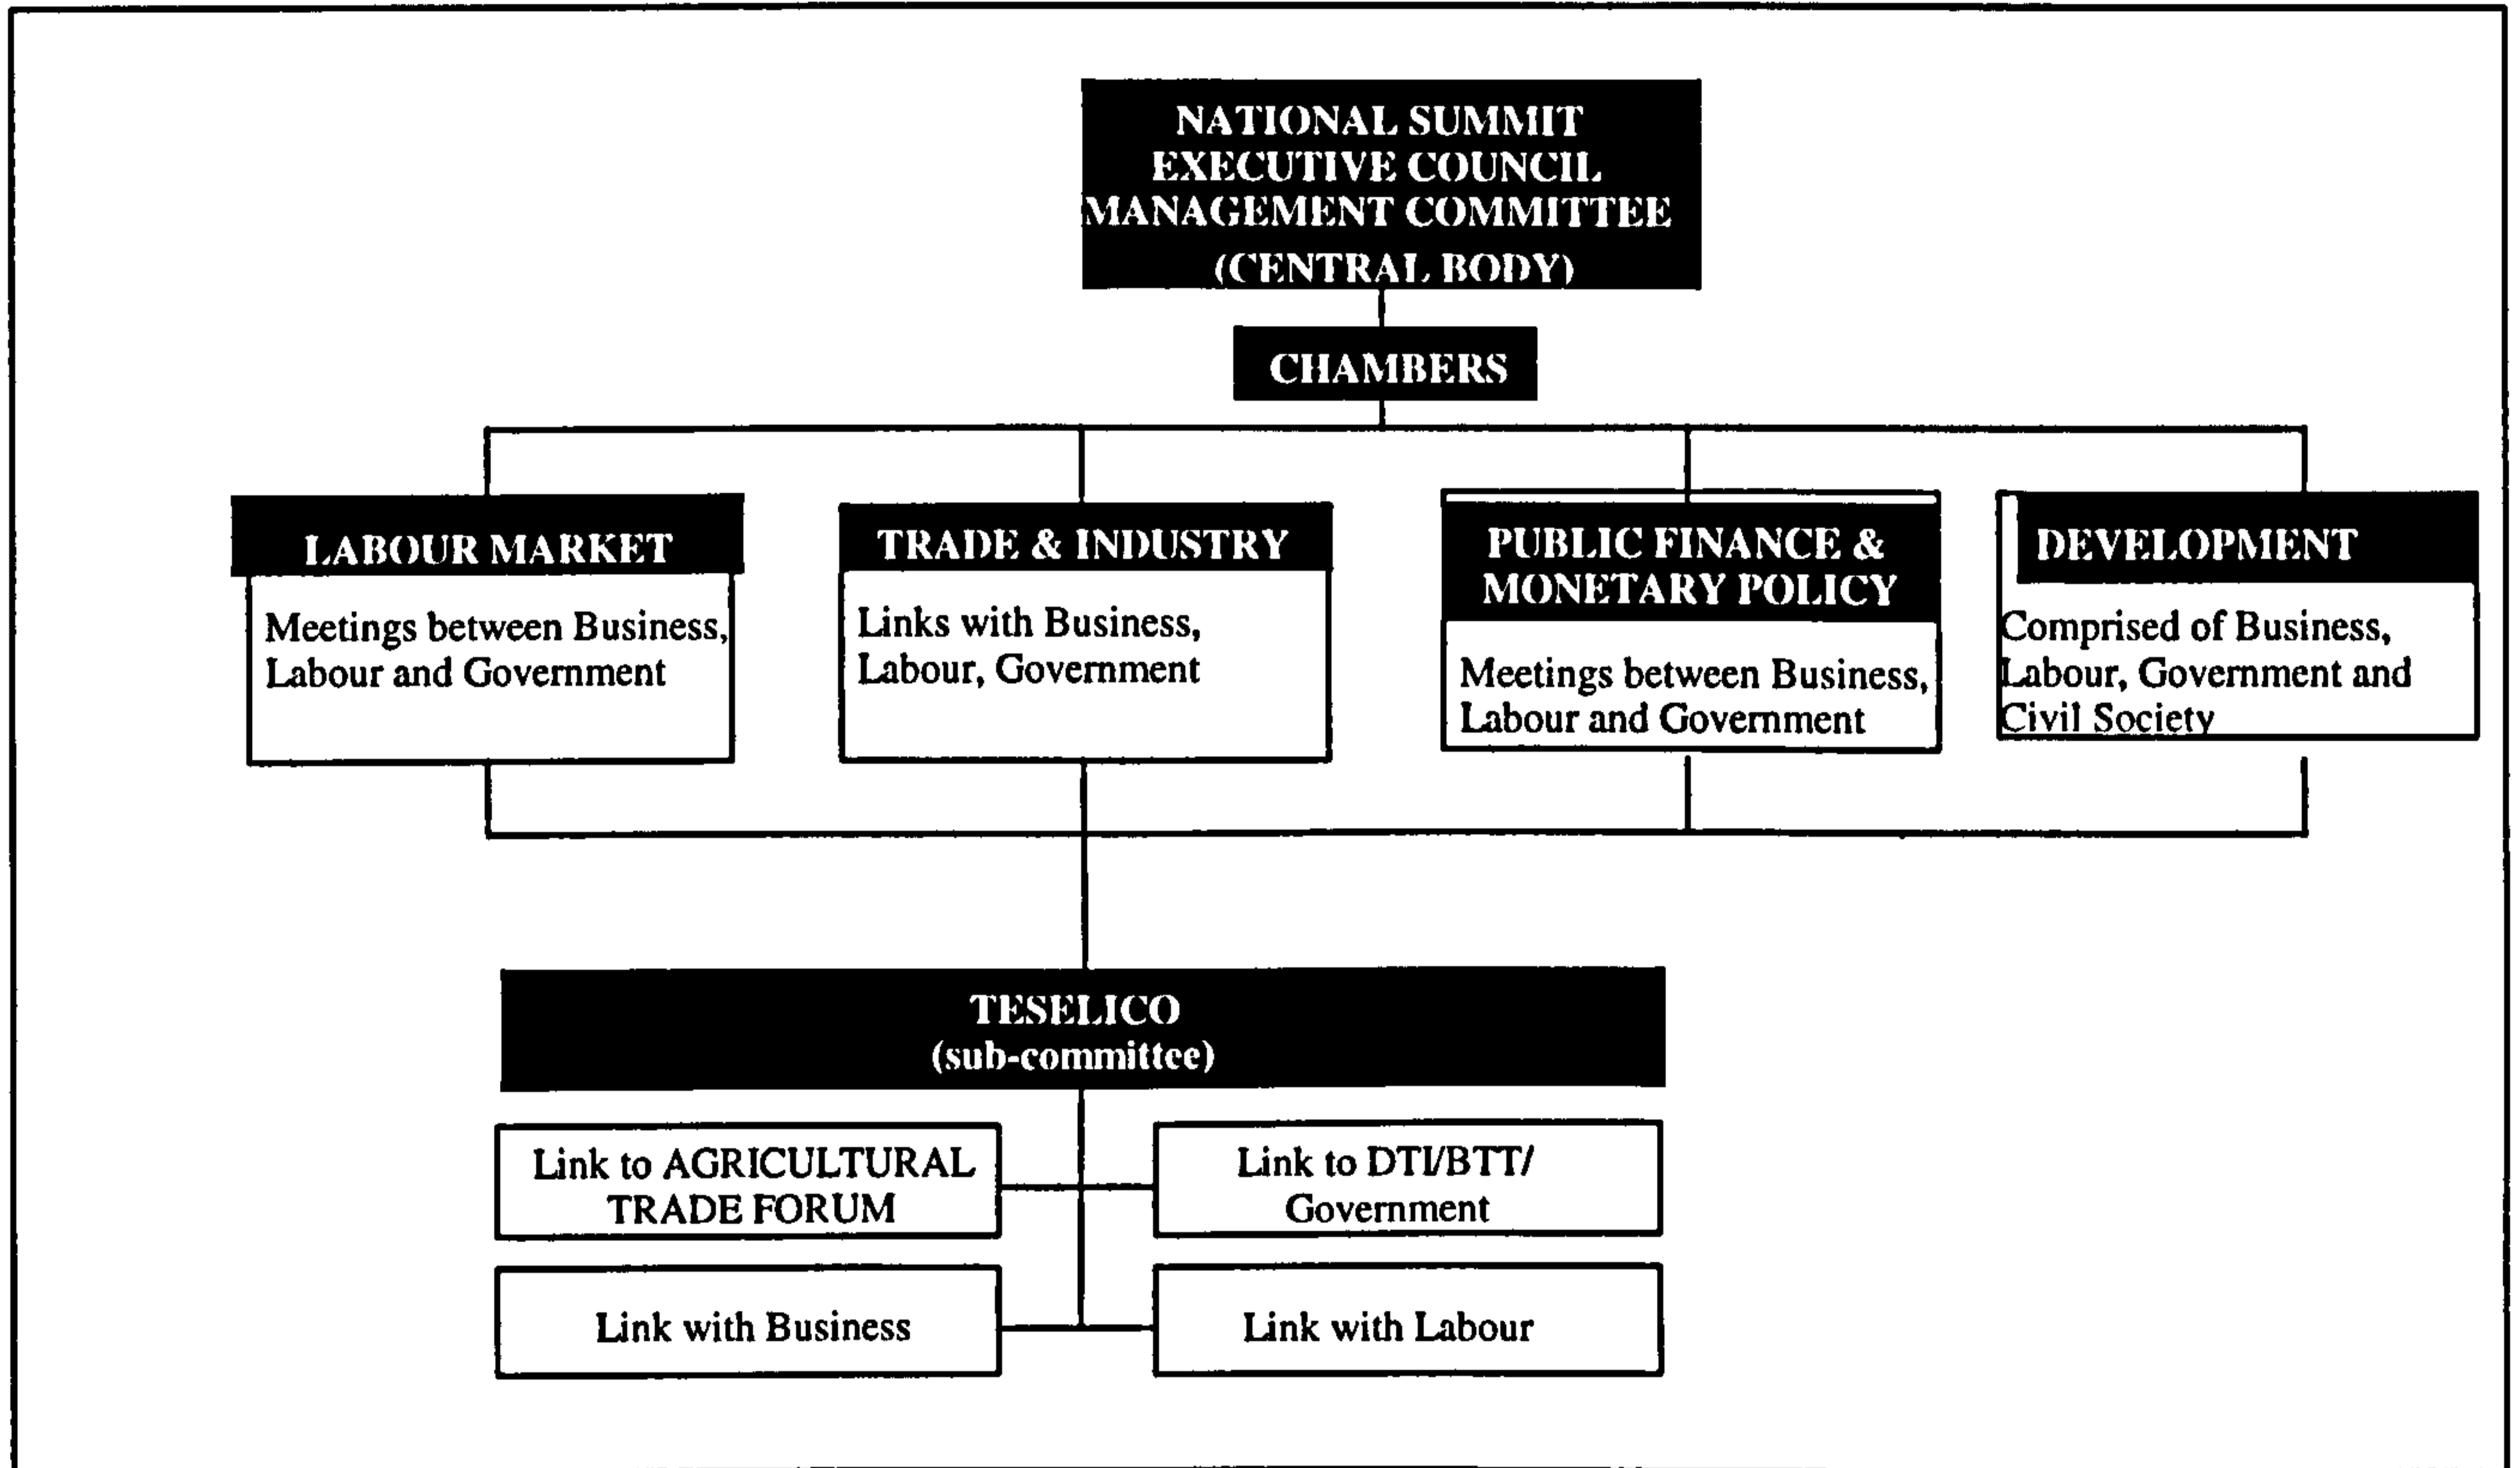 NATIONAL SUMMIT
EXECUTIVE COUNCIL
MANAGEMENT COMMITTEE
(CENTRAL BODY)
CHAMBERS
LABOUR MARKET
Meetings between Business,
Labour and Government
TRADE & INDUSTRY
Links with Business,
Labour, Government
PUBLIC FINANCE &
MONETARY POLICY
Meetings between Business,
Labour and Government
DEVELOPMENT
Comprised of Business,
Labour, Government and
Civil Society
TESELICO
(sub-committee)
Link to AGRICULTURAL
TRADE FORUM
Link to DTI/BTT/
Government
Link with Business
Link with Labour